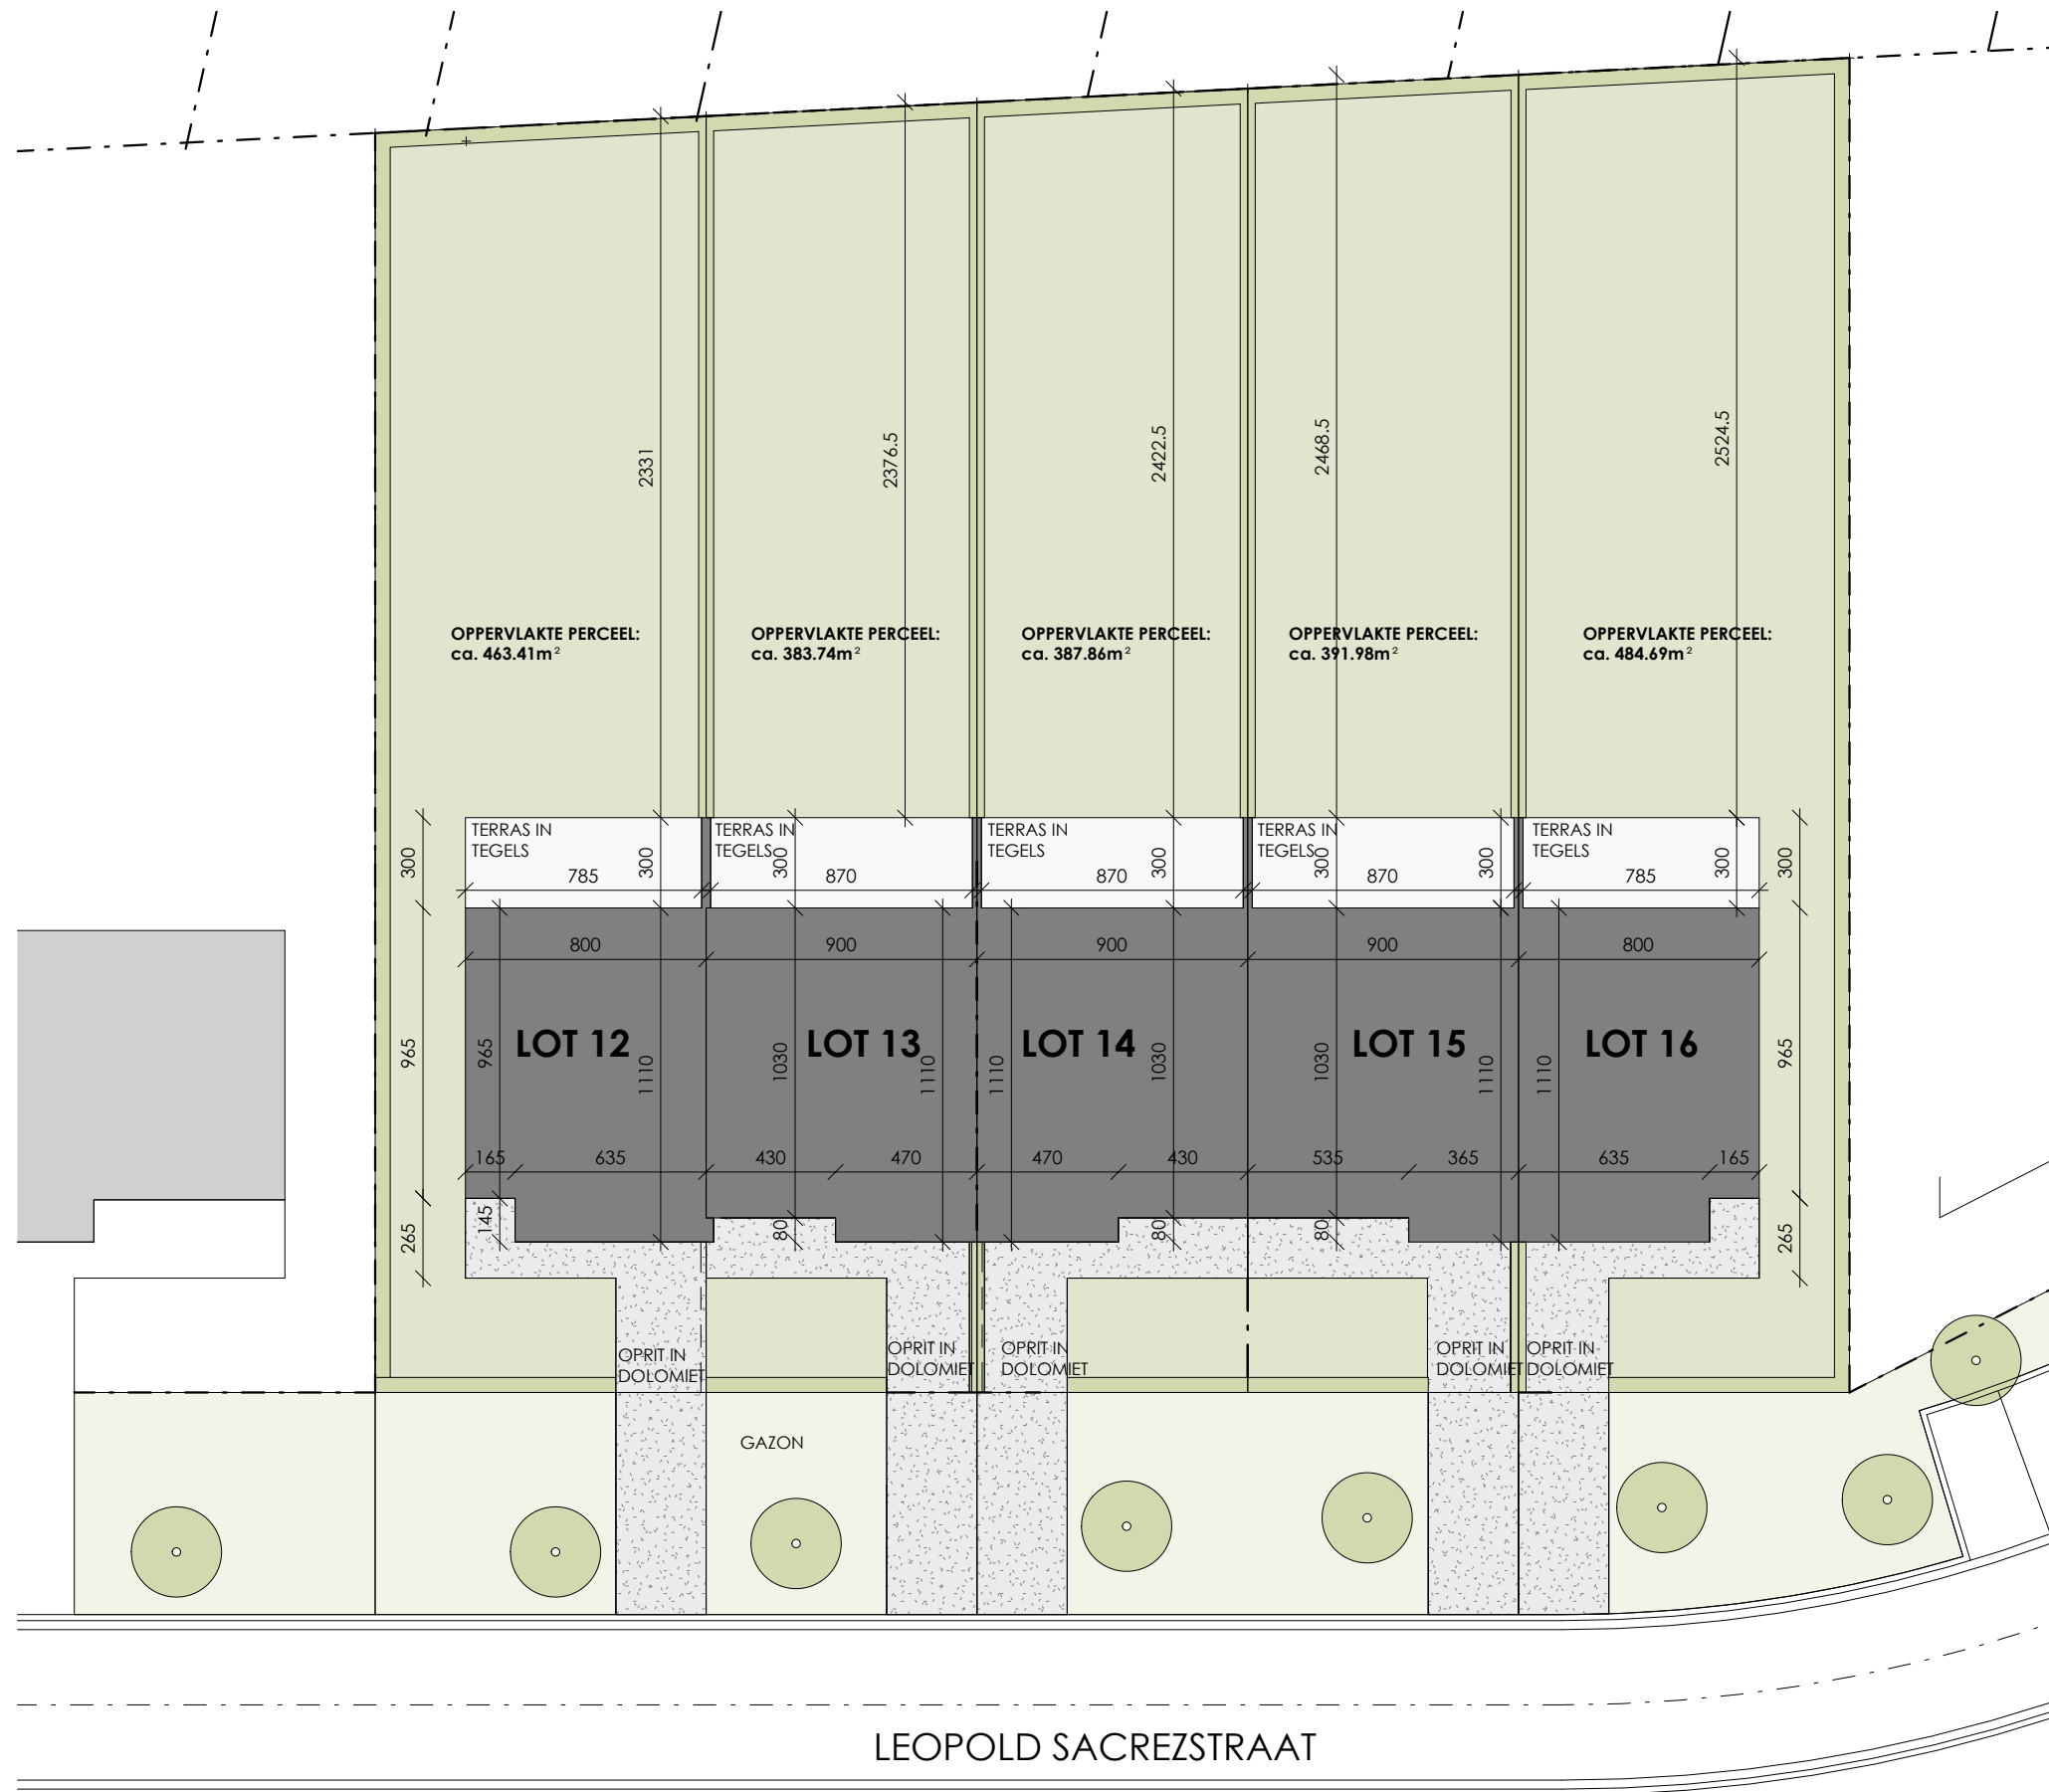 2331
2376.5
2422.5
2468.5
2524.5
OPPERVLAKTE PERCEEL:
ca. 463.41m²
OPPERVLAKTE PERCEEL:
ca. 383.74m²
OPPERVLAKTE PERCEEL:
ca. 387.86m²
OPPERVLAKTE PERCEEL:
ca. 391.98m²
OPPERVLAKTE PERCEEL:
ca. 484.69m²
TERRAS IN
TEGELS
TERRAS IN
TEGELS
TERRAS IN
TEGELS
TERRAS IN
TEGELS
TERRAS IN
TEGELS
300
300
300
300
300
300
300
300
785
870
870
870
785
800
900
900
900
800
LOT 12
LOT 13
LOT 14
LOT 15
LOT 16
965
965
1110
1030
1110
1110
1030
1030
1110
1110
965
165
635
430
470
470
430
535
365
635
165
265
145
80
80
80
265
OPRIT IN
DOLOMIET
OPRIT IN
DOLOMIET
OPRIT IN
DOLOMIET
OPRIT IN
DOLOMIET
OPRIT IN
DOLOMIET
GAZON
LEOPOLD SACREZSTRAAT